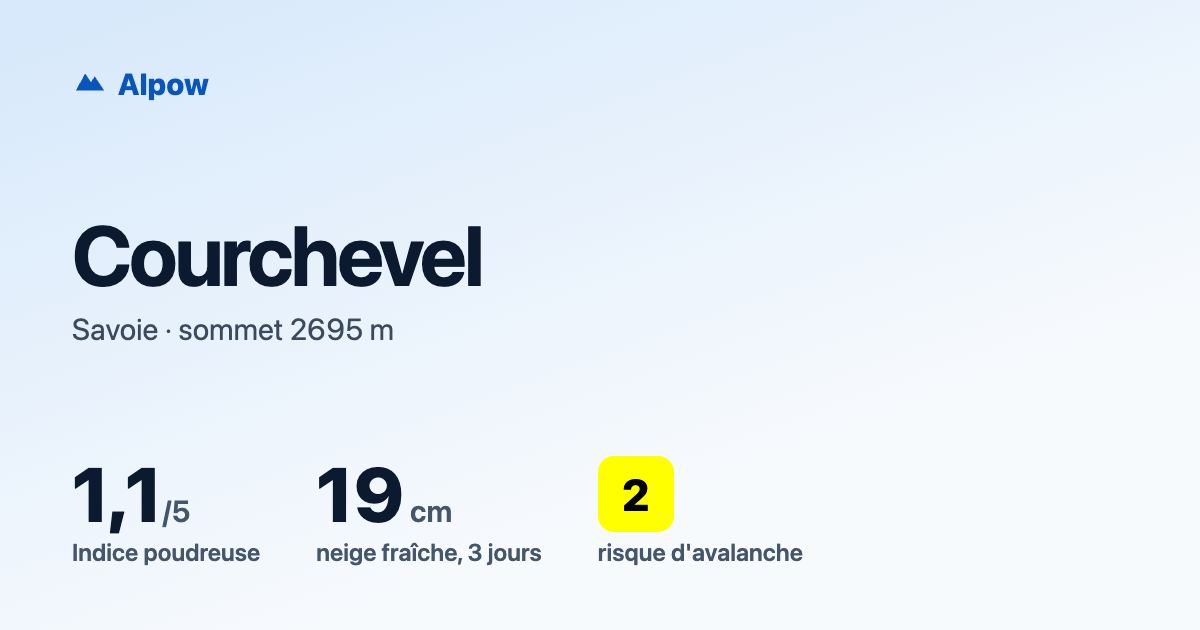 Alpow
Courchevel
Savoie · sommet 2695 m
1,1/5
Indice poudreuse
19 cm
neige fraîche, 3 jours
2
risque d'avalanche